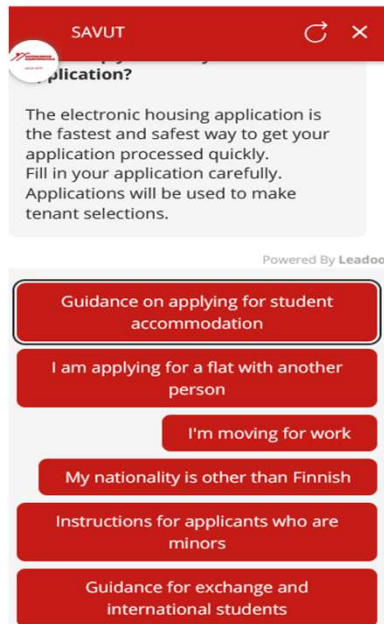 SAVUT
application?
The electronic housing application is
the fastest and safest way to get your
application processed quickly.
Fill in your application carefully.
Applications will be used to make
tenant selections.
Powered By Leadoo
Guidance on applying for student
accommodation
I am applying for a flat with another
person
I'm moving for work
My nationality is other than Finnish
Instructions for applicants who are
minors
Guidance for exchange and
international students